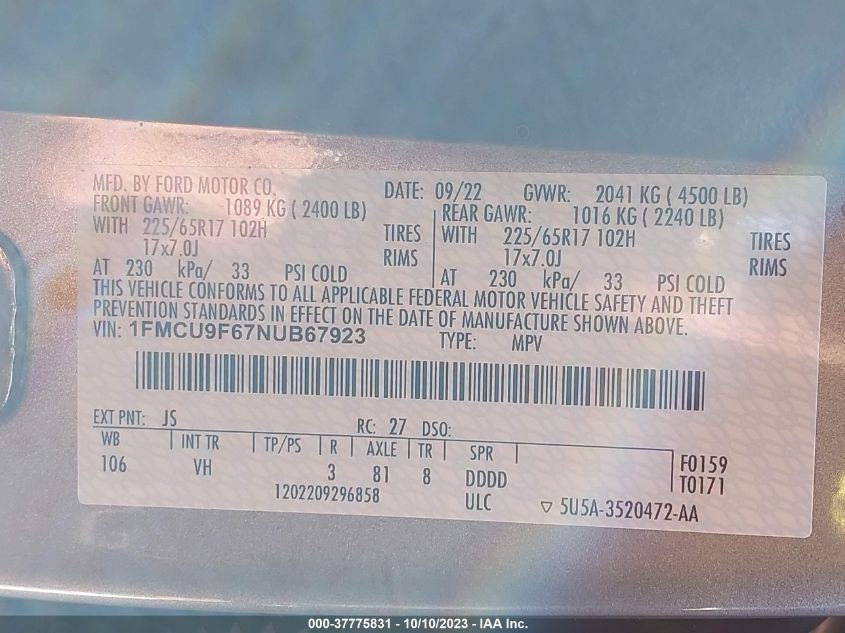 MFD. BY FORD MOTOR CO. DATE: 09/22 GVWR: 2041 KG ( 4500 LB)
FRONT GAWR: 1089 KG ( 2400 LB) REAR GAWR: 1016 KG ( 2240 LB)
WITH 225/65R17 102H TIRES WITH 225/65R17 102H TIRES
17x7.0J RIMS 17x7.0J RIMS
AT 230 kPa/ 33 PSI COLD AT 230 kPa/ 33 PSI COLD
THIS VEHICLE CONFORMS TO ALL APPLICABLE FEDERAL MOTOR VEHICLE SAFETY AND THEFT
PREVENTION STANDARDS IN EFFECT ON THE DATE OF MANUFACTURE SHOWN ABOVE.
VIN: 1FMCU9F67NUB67923 TYPE: MPV
EXT PNT: JS RC: 27 DSO:
WB INT TR TP/PS R AXLE TR SPR
106 VH 3 81 8 DDDD F0159
1202209296858 ULC T0171
▽ 5U5A-3520472-AA
000-37775831 - 10/10/2023 - IAA Inc.